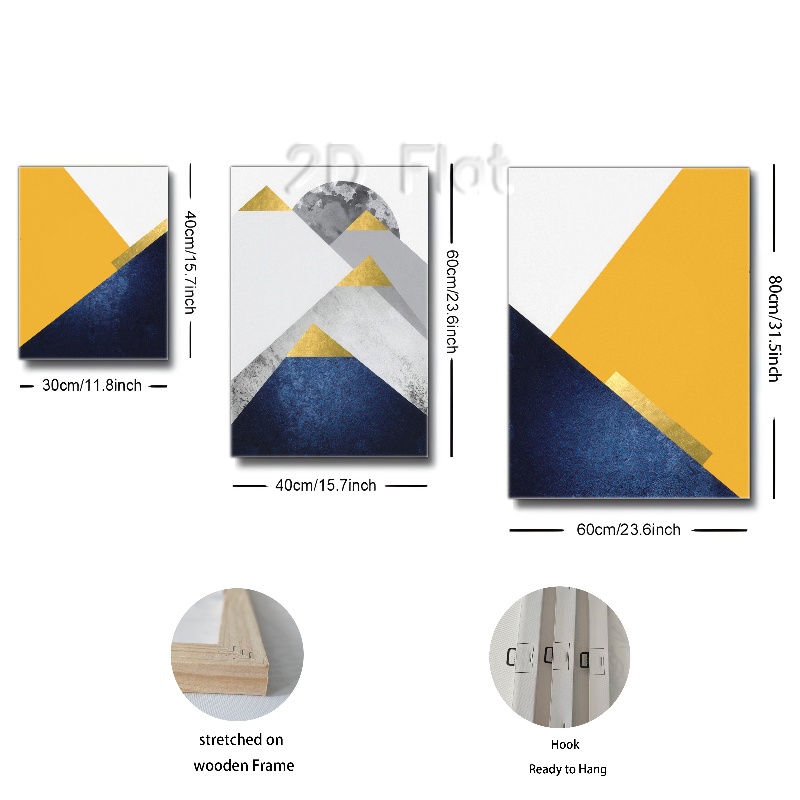 2D Flat
40cm/15.7inch
30cm/11.8inch
60cm/23.6inch
40cm/15.7inch
80cm/31.5inch
60cm/23.6inch
stretched on
wooden Frame
Hook
Ready to Hang